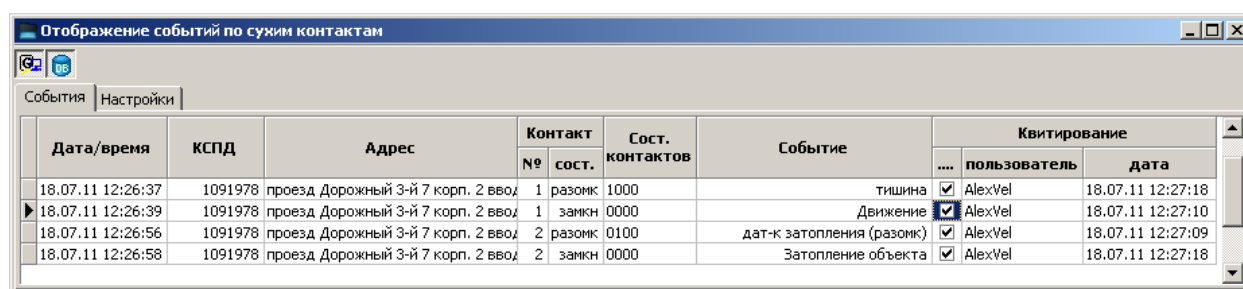 Отображение событий по сухим контактам
DB
События Настройки
Дата/время КСПД Адрес Контакт Сост. контактов Событие Квитирование
№ сост. .... пользователь дата
18.07.11 12:26:37 1091978 проезд Дорожный 3-й 7 корп. 2 ввод 1 разомк 1000 тишина AlexVel 18.07.11 12:27:18
18.07.11 12:26:39 1091978 проезд Дорожный 3-й 7 корп. 2 ввод 1 замкн 0000 Движение AlexVel 18.07.11 12:27:10
18.07.11 12:26:56 1091978 проезд Дорожный 3-й 7 корп. 2 ввод 2 разомк 0100 дат-к затопления (разомк) AlexVel 18.07.11 12:27:09
18.07.11 12:26:58 1091978 проезд Дорожный 3-й 7 корп. 2 ввод 2 замкн 0000 Затопление объекта AlexVel 18.07.11 12:27:18